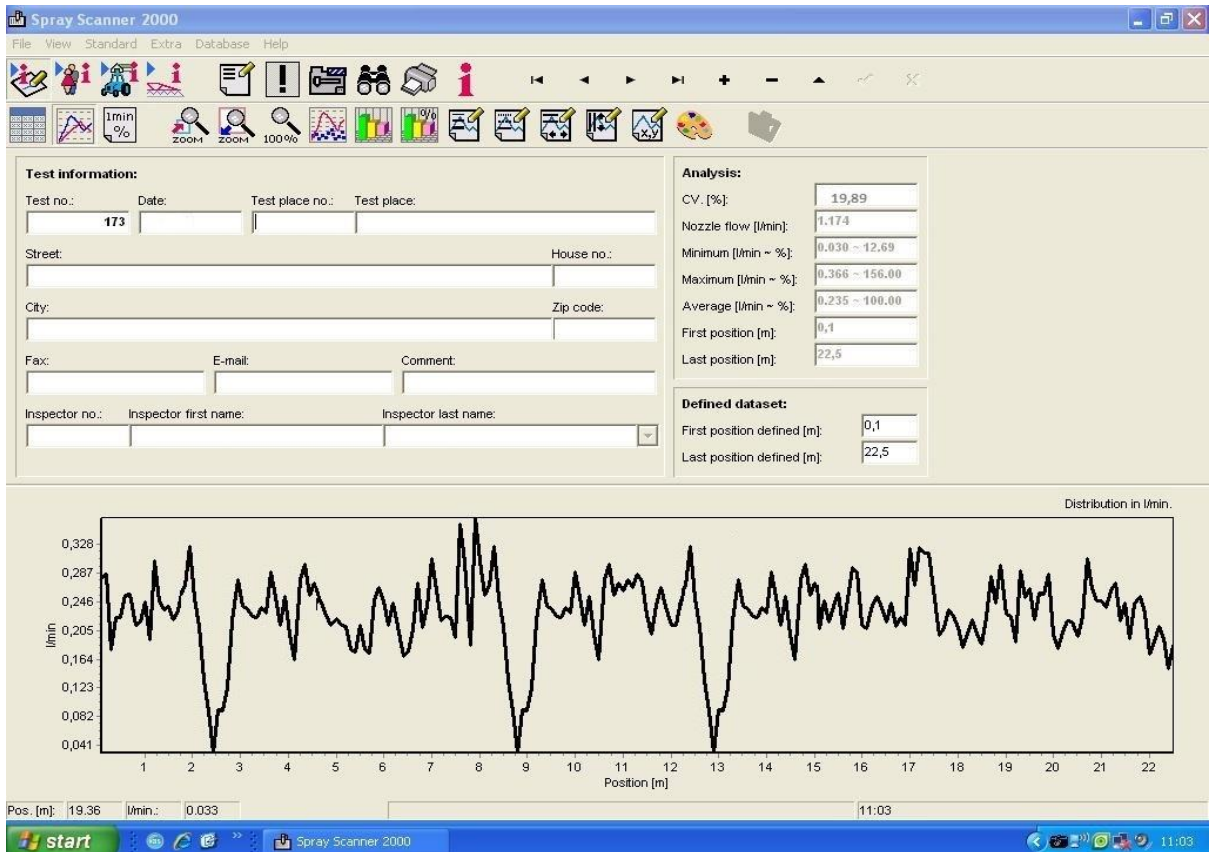 Spray Scanner 2000
File View Standard Extra Database Help
1min % ZOOM ZOOM 100% % x,y
Test information:
Test no.: Date: Test place no.: Test place:
173
Street: House no.:
City: Zip code:
Fax: E-mail: Comment:
Inspector no.: Inspector first name: Inspector last name:
Analysis:
CV. [%]: 19,89
Nozzle flow [l/min]: 1.174
Minimum [l/min ~ %]: 0.030 ~ 12.69
Maximum [l/min ~ %]: 0.366 ~ 156.00
Average [l/min ~ %]: 0.235 ~ 100.00
First position [m]: 0,1
Last position [m]: 22,5
Defined dataset:
First position defined [m]: 0,1
Last position defined [m]: 22,5
Distribution in l/min.
l/min
0,328
0,287
0,246
0,205
0,164
0,123
0,082
0,041
1 2 3 4 5 6 7 8 9 10 11 12 13 14 15 16 17 18 19 20 21 22
Position [m]
Pos. [m]: 19.36 l/min.: 0.033 11:03
start Spray Scanner 2000 11:03